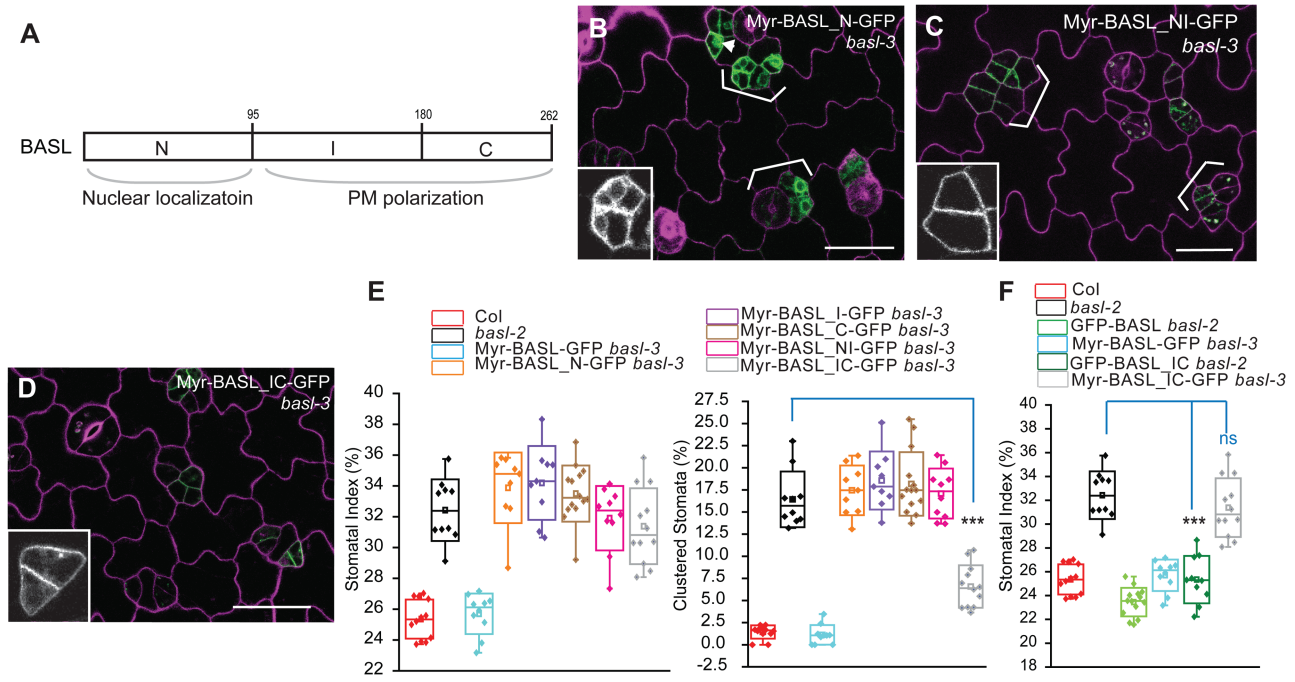 A
95
180
262
BASL
N
I
C
Nuclear localizatoin
PM polarization
B
Myr-BASL_N-GFP
basl-3
C
Myr-BASL_NI-GFP
basl-3
D
Myr-BASL_IC-GFP
basl-3
E
Col
basl-2
Myr-BASL-GFP basl-3
Myr-BASL_N-GFP basl-3
Myr-BASL_I-GFP basl-3
Myr-BASL_C-GFP basl-3
Myr-BASL_NI-GFP basl-3
Myr-BASL_IC-GFP basl-3
Stomatal Index (%)
40
38
36
34
32
30
28
26
24
22
Clustered Stomata (%)
27.5
25.0
22.5
20.0
17.5
15.0
12.5
10.0
7.5
5.0
2.5
0.0
-2.5
***
F
Col
basl-2
GFP-BASL basl-2
Myr-BASL-GFP basl-3
GFP-BASL_IC basl-2
Myr-BASL_IC-GFP basl-3
Stomatal Index (%)
40
38
36
34
32
30
28
26
24
22
20
18
***
ns